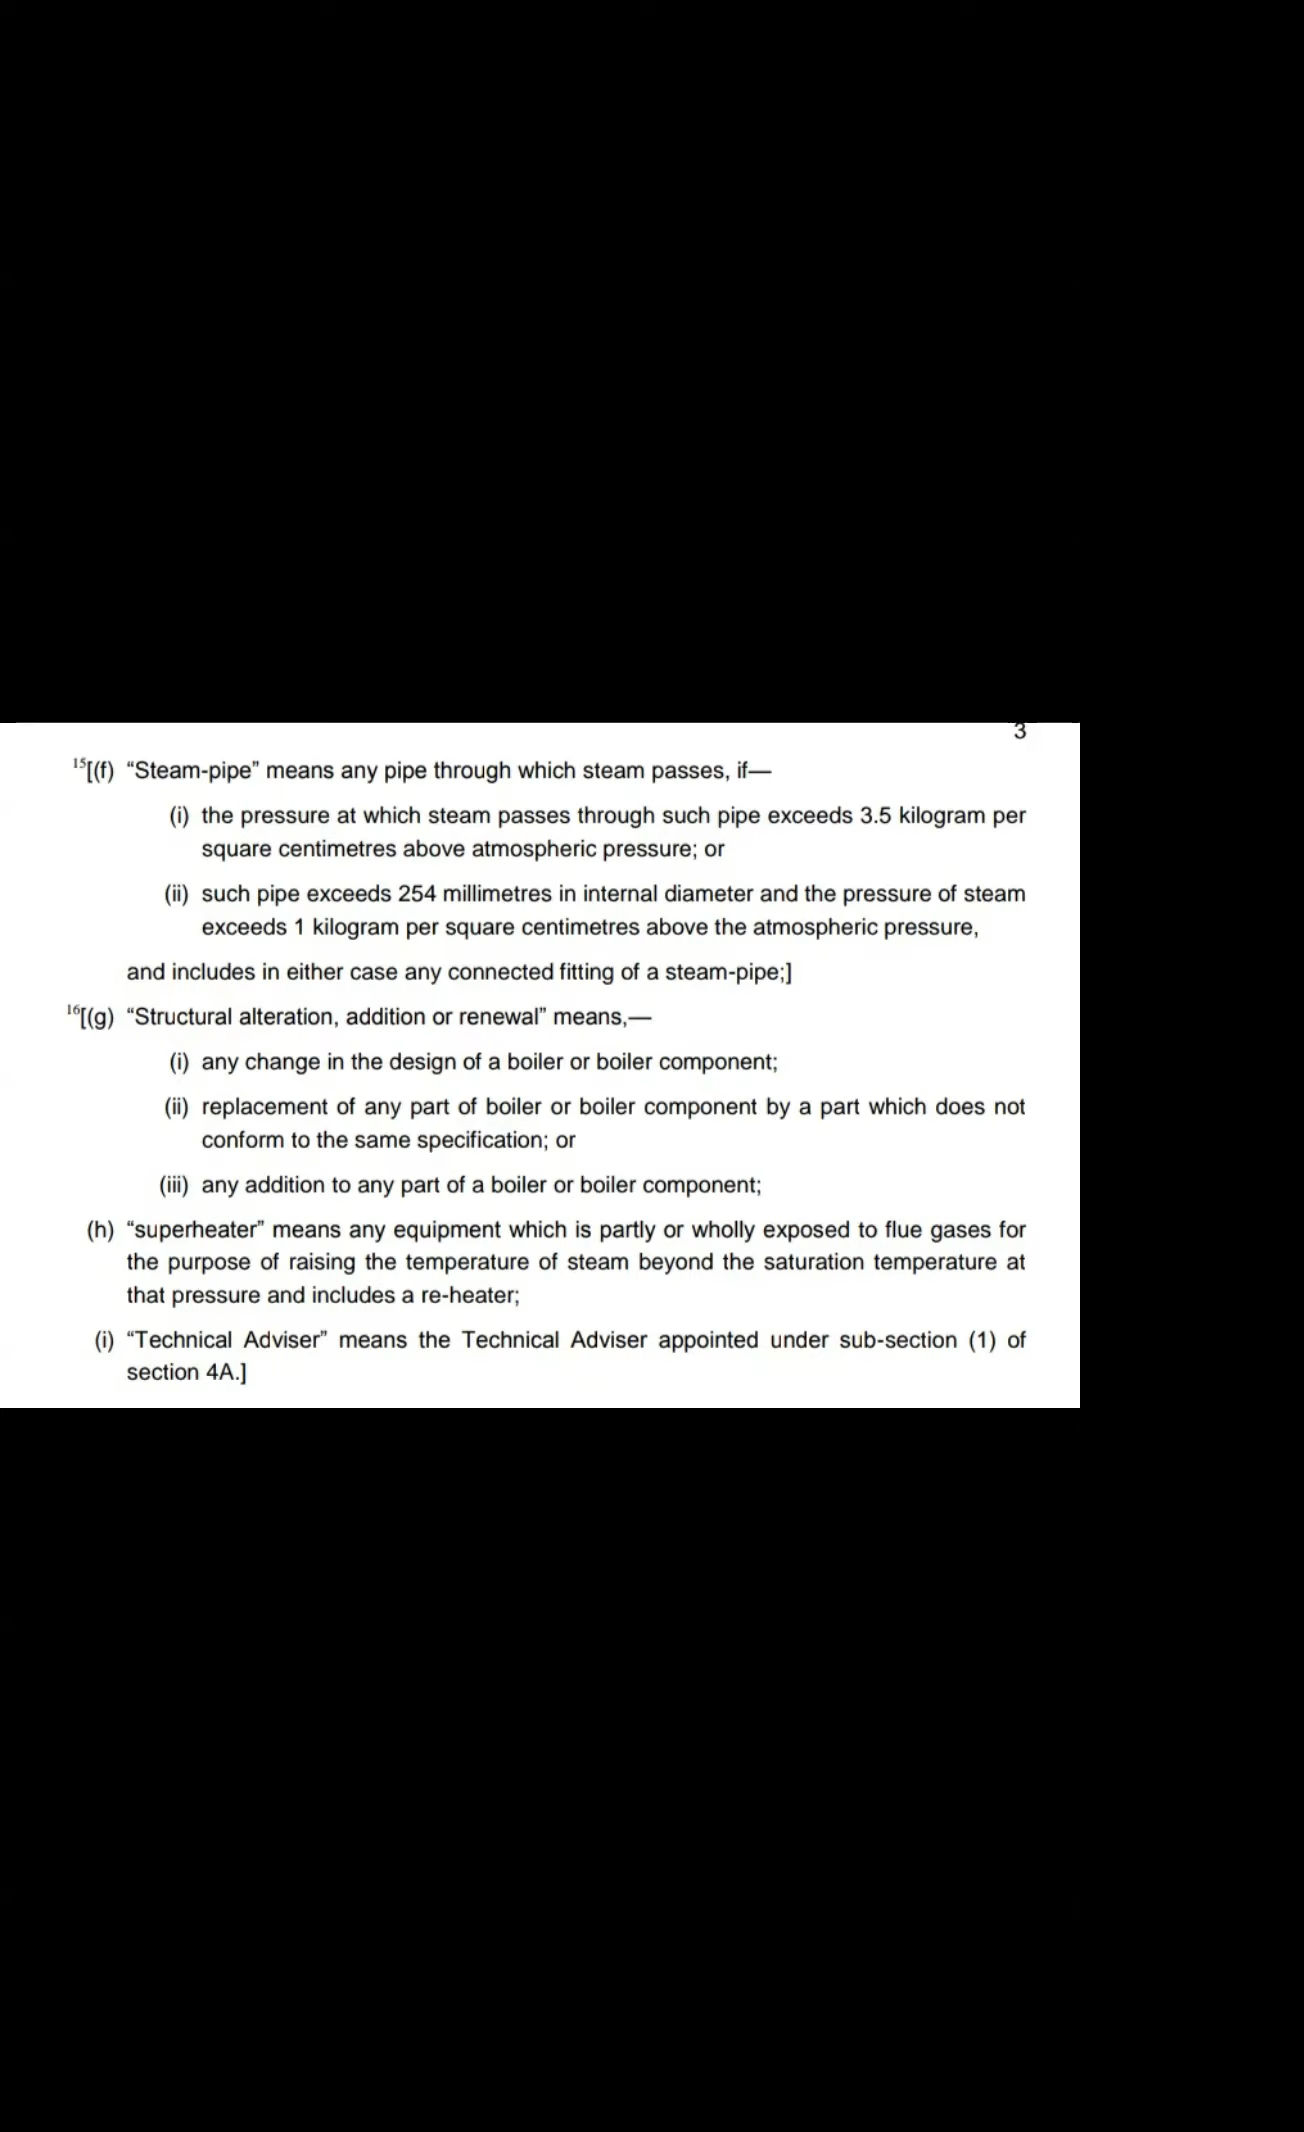 3
15[(f) “Steam-pipe” means any pipe through which steam passes, if—
(i) the pressure at which steam passes through such pipe exceeds 3.5 kilogram per
square centimetres above atmospheric pressure; or
(ii) such pipe exceeds 254 millimetres in internal diameter and the pressure of steam
exceeds 1 kilogram per square centimetres above the atmospheric pressure,
and includes in either case any connected fitting of a steam-pipe;]
16[(g) “Structural alteration, addition or renewal” means,—
(i) any change in the design of a boiler or boiler component;
(ii) replacement of any part of boiler or boiler component by a part which does not
conform to the same specification; or
(iii) any addition to any part of a boiler or boiler component;
(h) “superheater” means any equipment which is partly or wholly exposed to flue gases for
the purpose of raising the temperature of steam beyond the saturation temperature at
that pressure and includes a re-heater;
(i) “Technical Adviser” means the Technical Adviser appointed under sub-section (1) of
section 4A.]